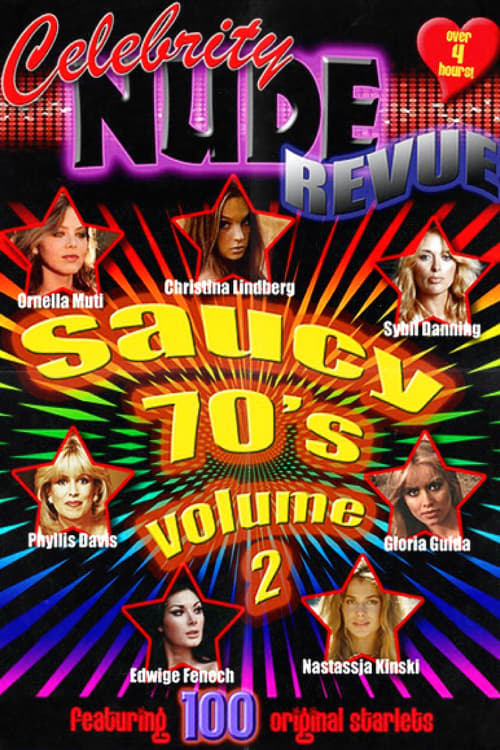 Celebrity
NUDE
REVUE
over
4
hours!
Ornella Muti
Christina Lindberg
Sybil Danning
saucy
70's
volume
2
Phyllis Davis
Gloria Guida
Edwige Fenech
Nastassja Kinski
featuring 100 original starlets